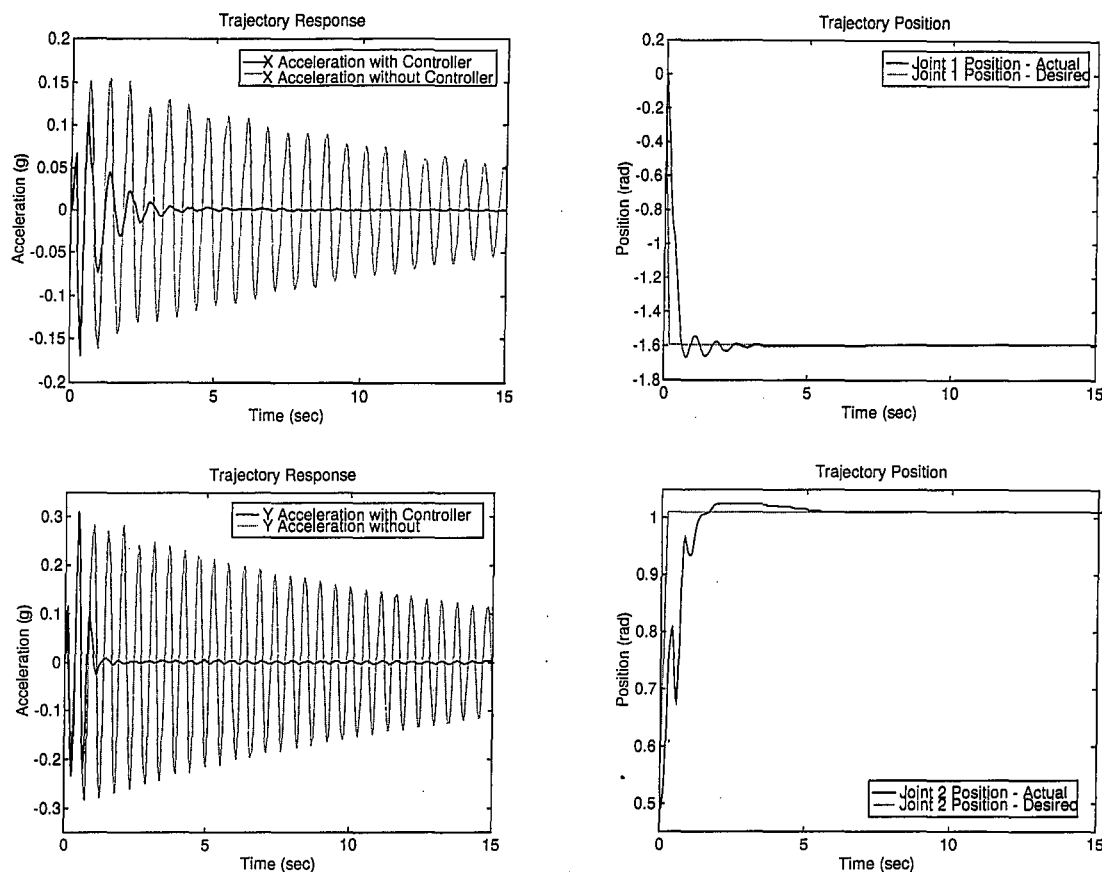 Trajectory Response
0.2
0.15
0.1
0.05
0
-0.05
-0.1
-0.15
-0.2
Acceleration (g)
X Acceleration with Controller
X Acceleration without Controller
0
5
10
15
Time (sec)
Trajectory Position
0.2
0
-0.2
-0.4
-0.6
-0.8
-1
-1.2
-1.4
-1.6
-1.8
Position (rad)
Joint 1 Position - Actual
Joint 1 Position - Desired
0
5
10
15
Time (sec)
Trajectory Response
0.3
0.2
0.1
0
-0.1
-0.2
-0.3
Acceleration (g)
Y Acceleration with Controller
Y Acceleration without
0
5
10
15
Time (sec)
Trajectory Position
1
0.9
0.8
0.7
0.6
0.5
Position (rad)
Joint 2 Position - Actual
Joint 2 Position - Desired
0
5
10
15
Time (sec)